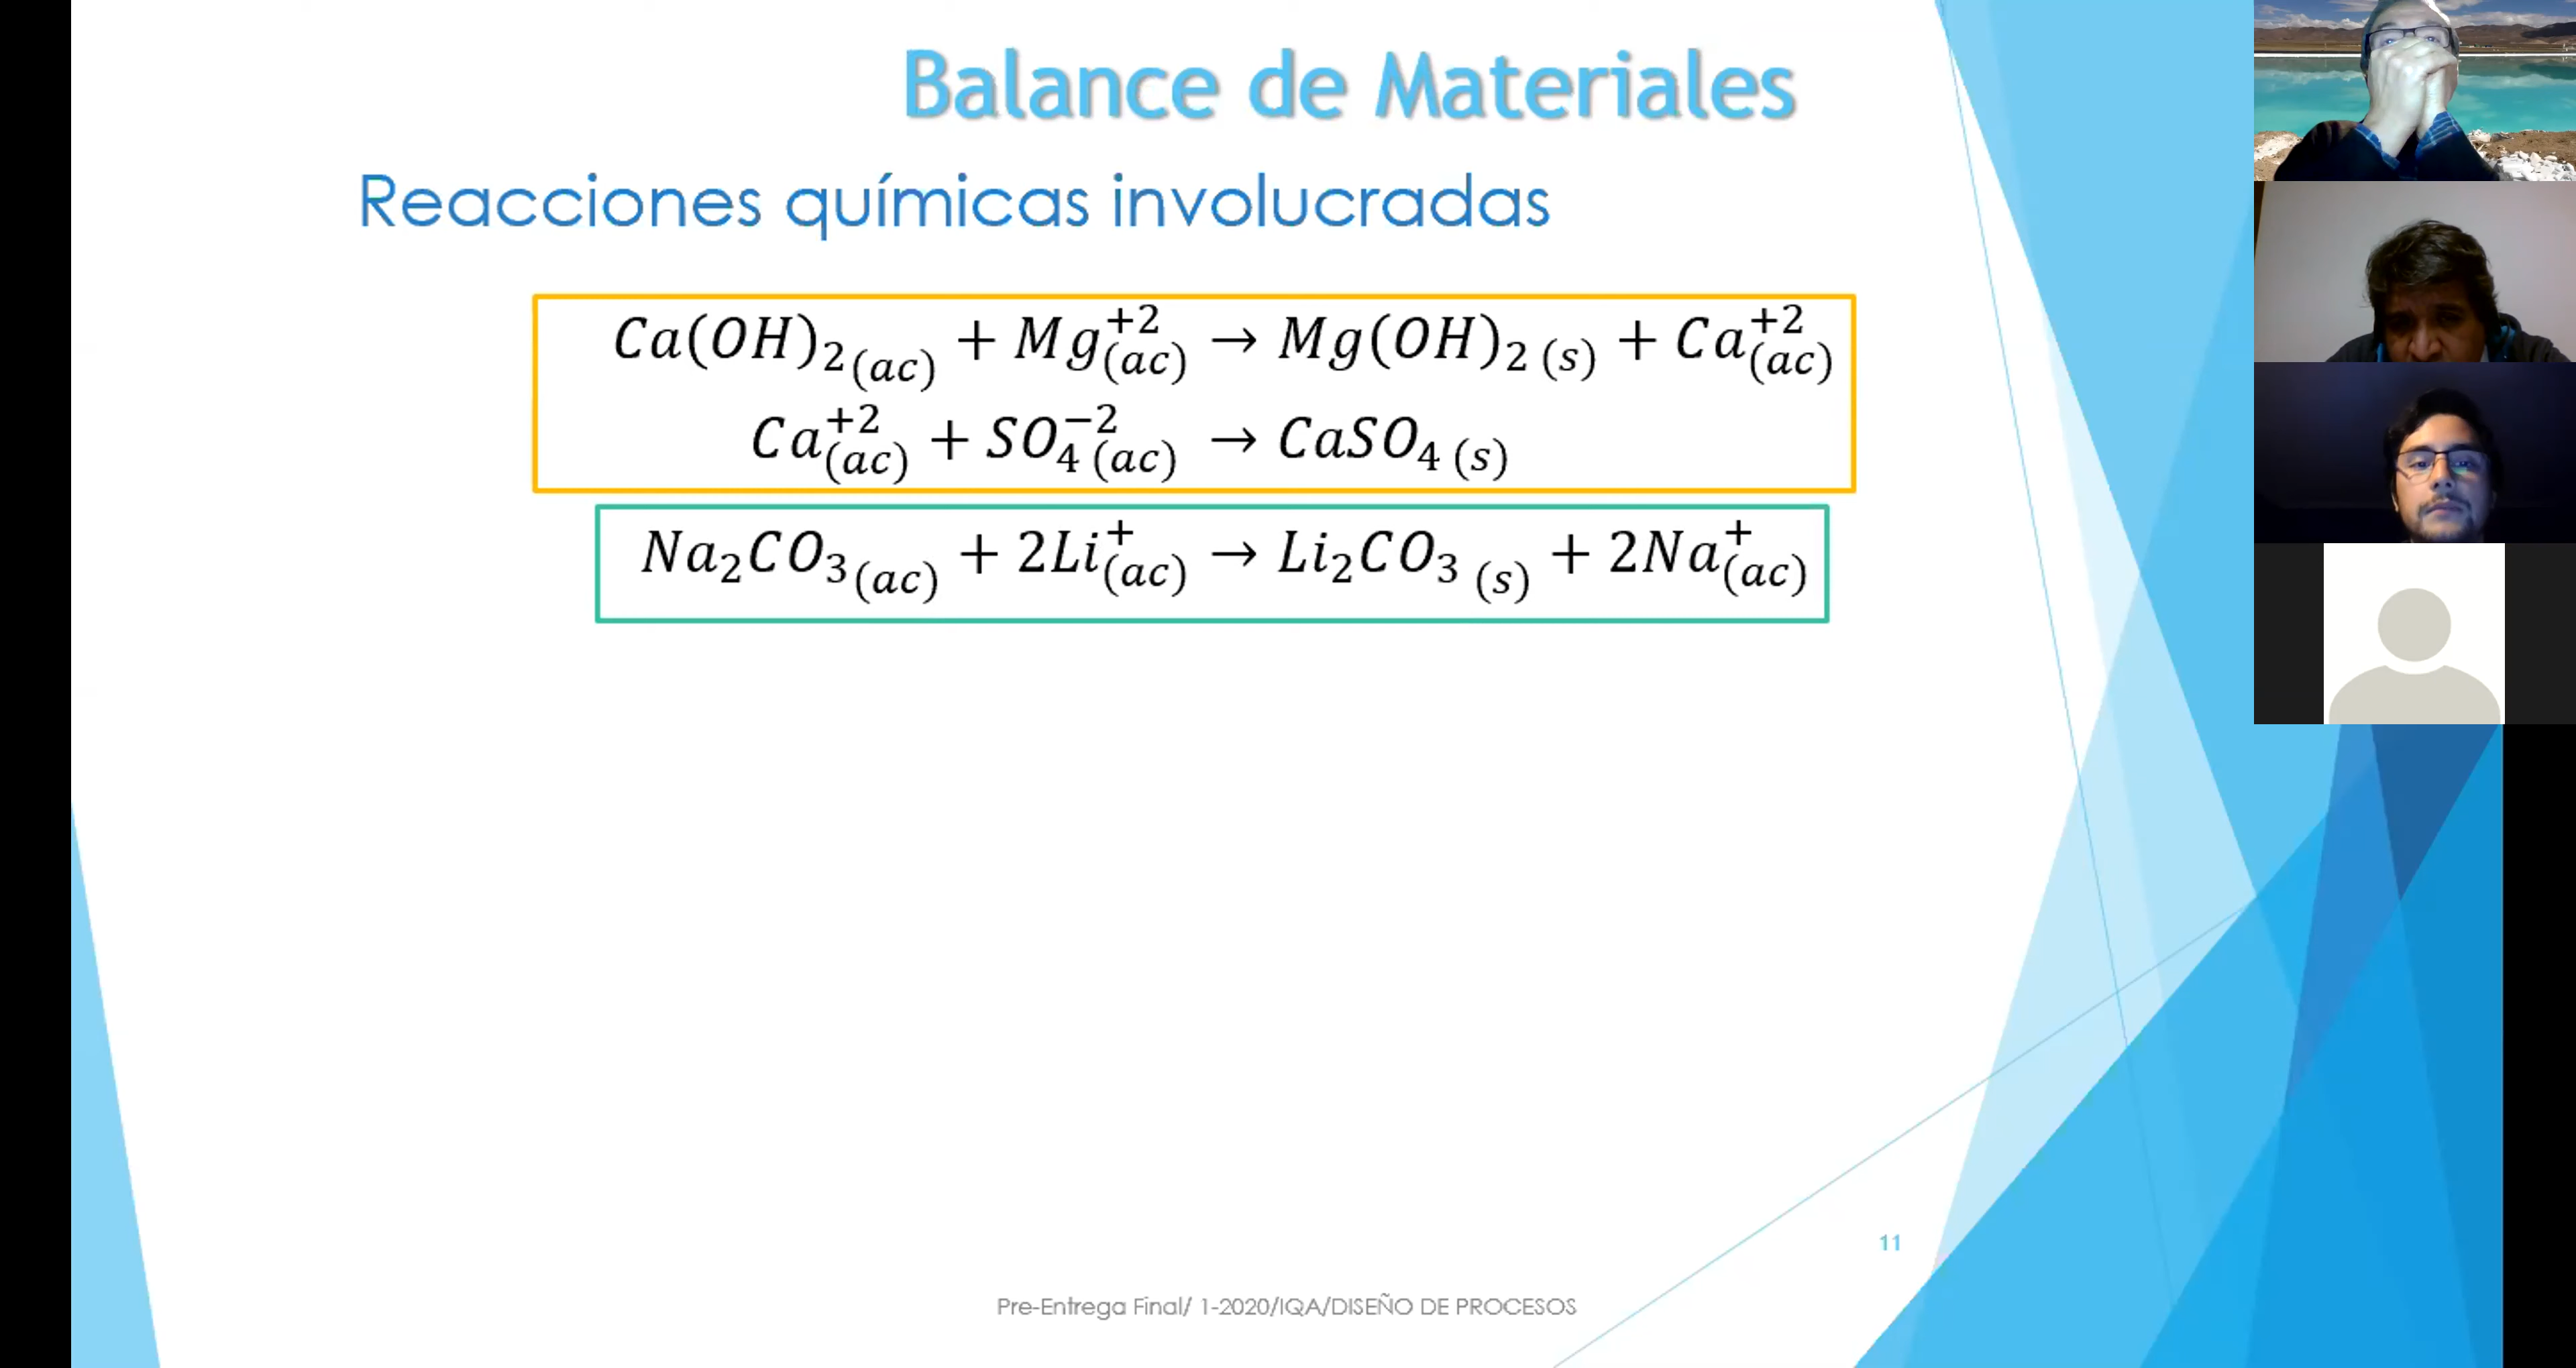 Balance de Materiales
Reacciones químicas involucradas
Ca(OH)₂(ac) + Mg⁺²(ac) → Mg(OH)₂(s) + Ca⁺²(ac)
Ca⁺²(ac) + SO₄⁻²(ac) → CaSO₄(s)
Na₂CO₃(ac) + 2Li⁺(ac) → Li₂CO₃(s) + 2Na⁺(ac)
11
Pre-Entrega Final/ 1-2020/IQA/DISEÑO DE PROCESOS